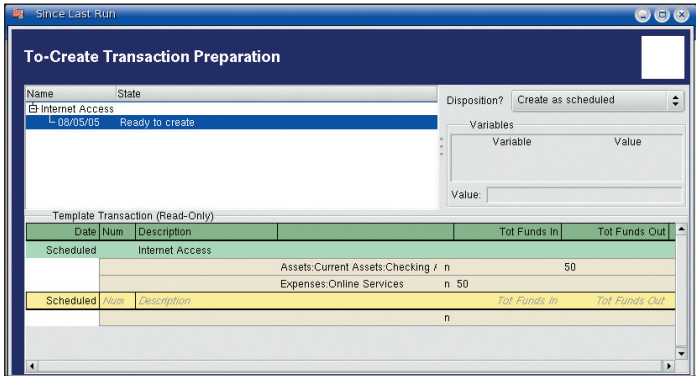 Since Last Run
To-Create Transaction Preparation
Name State
Internet Access
08/05/05 Ready to create
Disposition? Create as scheduled
Variables
Variable Value
Value:
Template Transaction (Read-Only)
Date Num Description Tot Funds In Tot Funds Out
Scheduled Internet Access
Assets:Current Assets:Checking n 50
Expenses:Online Services n 50
Scheduled Num Description Tot Funds In Tot Funds Out
n